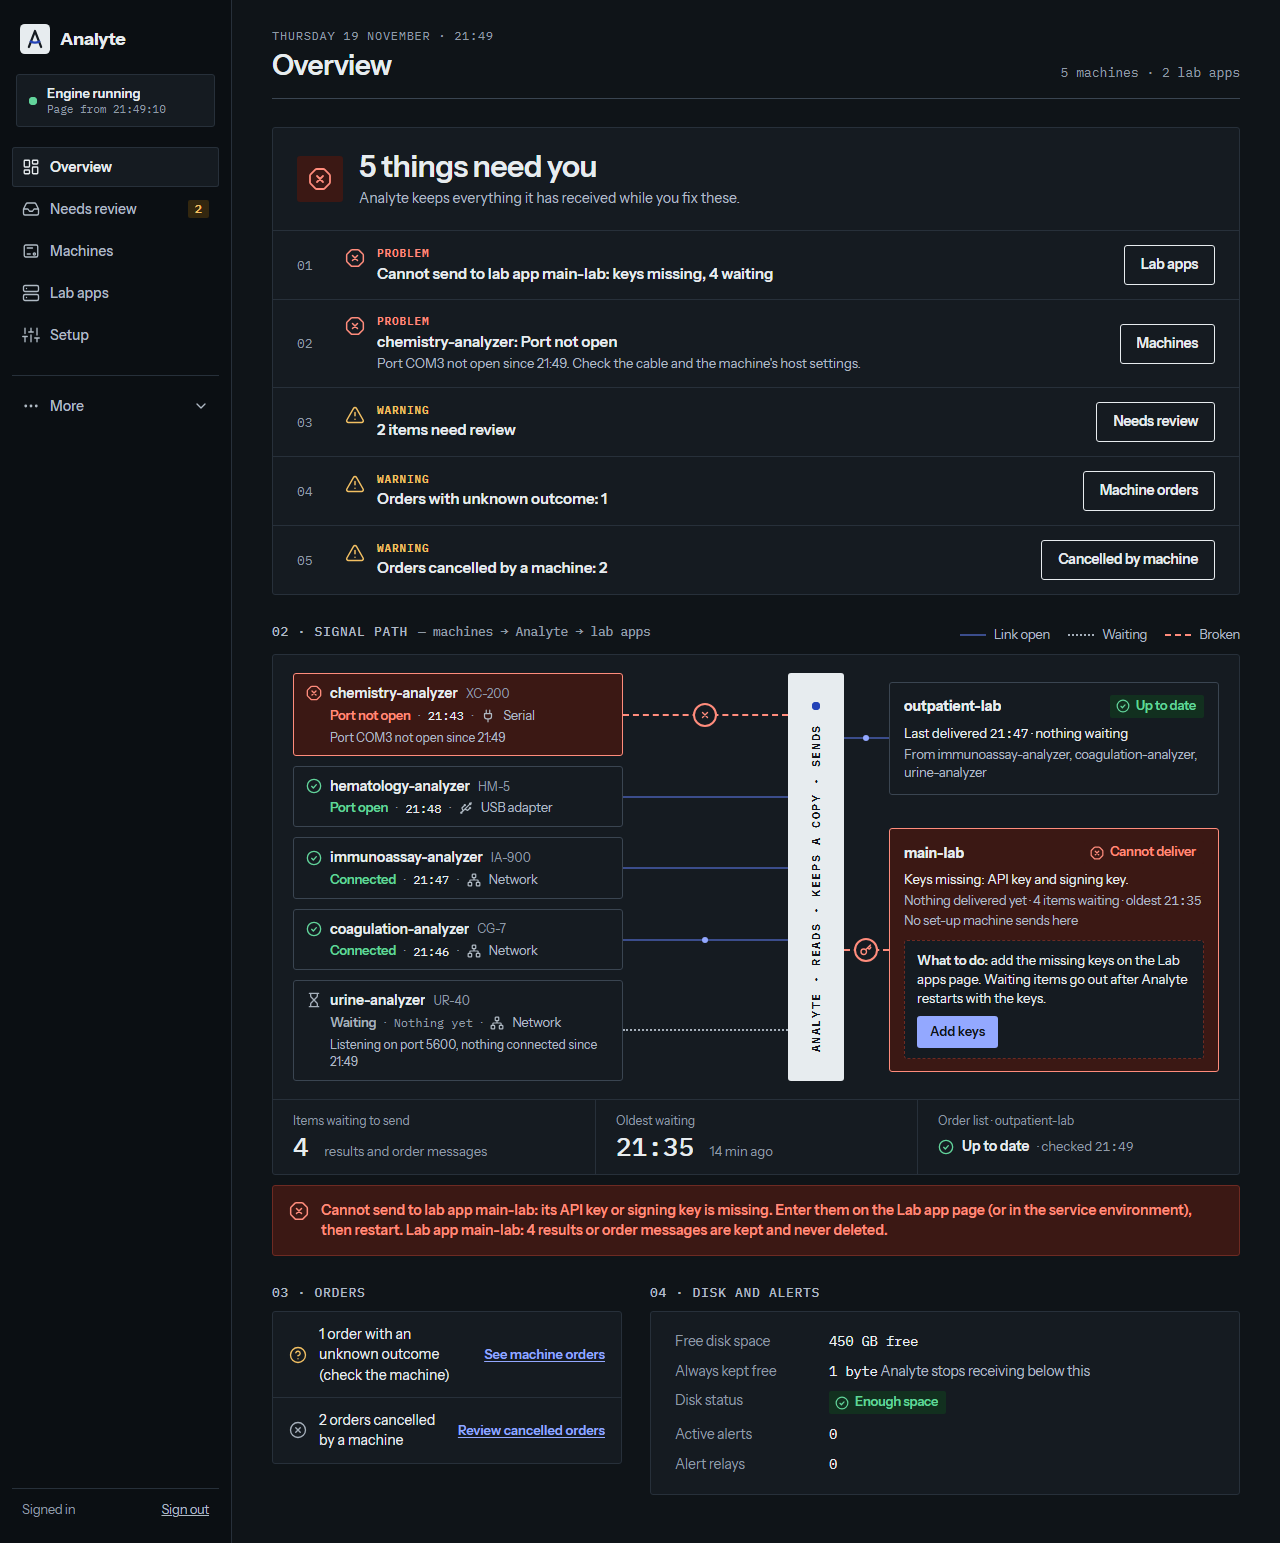 Analyte
Engine running
Page from 21:49:10
Overview
Needs review 2
Machines
Lab apps
Setup
More
Signed in Sign out
THURSDAY 19 NOVEMBER · 21:49
Overview
5 machines · 2 lab apps
5 things need you
Analyte keeps everything it has received while you fix these.
01 PROBLEM
Cannot send to lab app main-lab: keys missing, 4 waiting
Lab apps
02 PROBLEM
chemistry-analyzer: Port not open
Port COM3 not open since 21:49. Check the cable and the machine's host settings.
Machines
03 WARNING
2 items need review
Needs review
04 WARNING
Orders with unknown outcome: 1
Machine orders
05 WARNING
Orders cancelled by a machine: 2
Cancelled by machine
02 · SIGNAL PATH — machines → Analyte → lab apps
Link open Waiting Broken
chemistry-analyzer XC-200
Port not open · 21:43 · Serial
Port COM3 not open since 21:49
hematology-analyzer HM-5
Port open · 21:48 · USB adapter
immunoassay-analyzer IA-900
Connected · 21:47 · Network
coagulation-analyzer CG-7
Connected · 21:46 · Network
urine-analyzer UR-40
Waiting · Nothing yet · Network
Listening on port 5600, nothing connected since
21:49
ANALYTE · READS · KEEPS A COPY · SENDS
outpatient-lab Up to date
Last delivered 21:47 · nothing waiting
From immunoassay-analyzer, coagulation-analyzer,
urine-analyzer
main-lab Cannot deliver
Keys missing: API key and signing key.
Nothing delivered yet · 4 items waiting · oldest 21:35
No set-up machine sends here
What to do: add the missing keys on the Lab
apps page. Waiting items go out after Analyte
restarts with the keys.
Add keys
Items waiting to send
4 results and order messages
Oldest waiting
21:35 14 min ago
Order list · outpatient-lab
Up to date · checked 21:49
Cannot send to lab app main-lab: its API key or signing key is missing. Enter them on the Lab app page (or in the service environment),
then restart. Lab app main-lab: 4 results or order messages are kept and never deleted.
03 · ORDERS
1 order with an
unknown outcome
(check the machine)
See machine orders
2 orders cancelled
by a machine
Review cancelled orders
04 · DISK AND ALERTS
Free disk space 450 GB free
Always kept free 1 byte Analyte stops receiving below this
Disk status Enough space
Active alerts 0
Alert relays 0